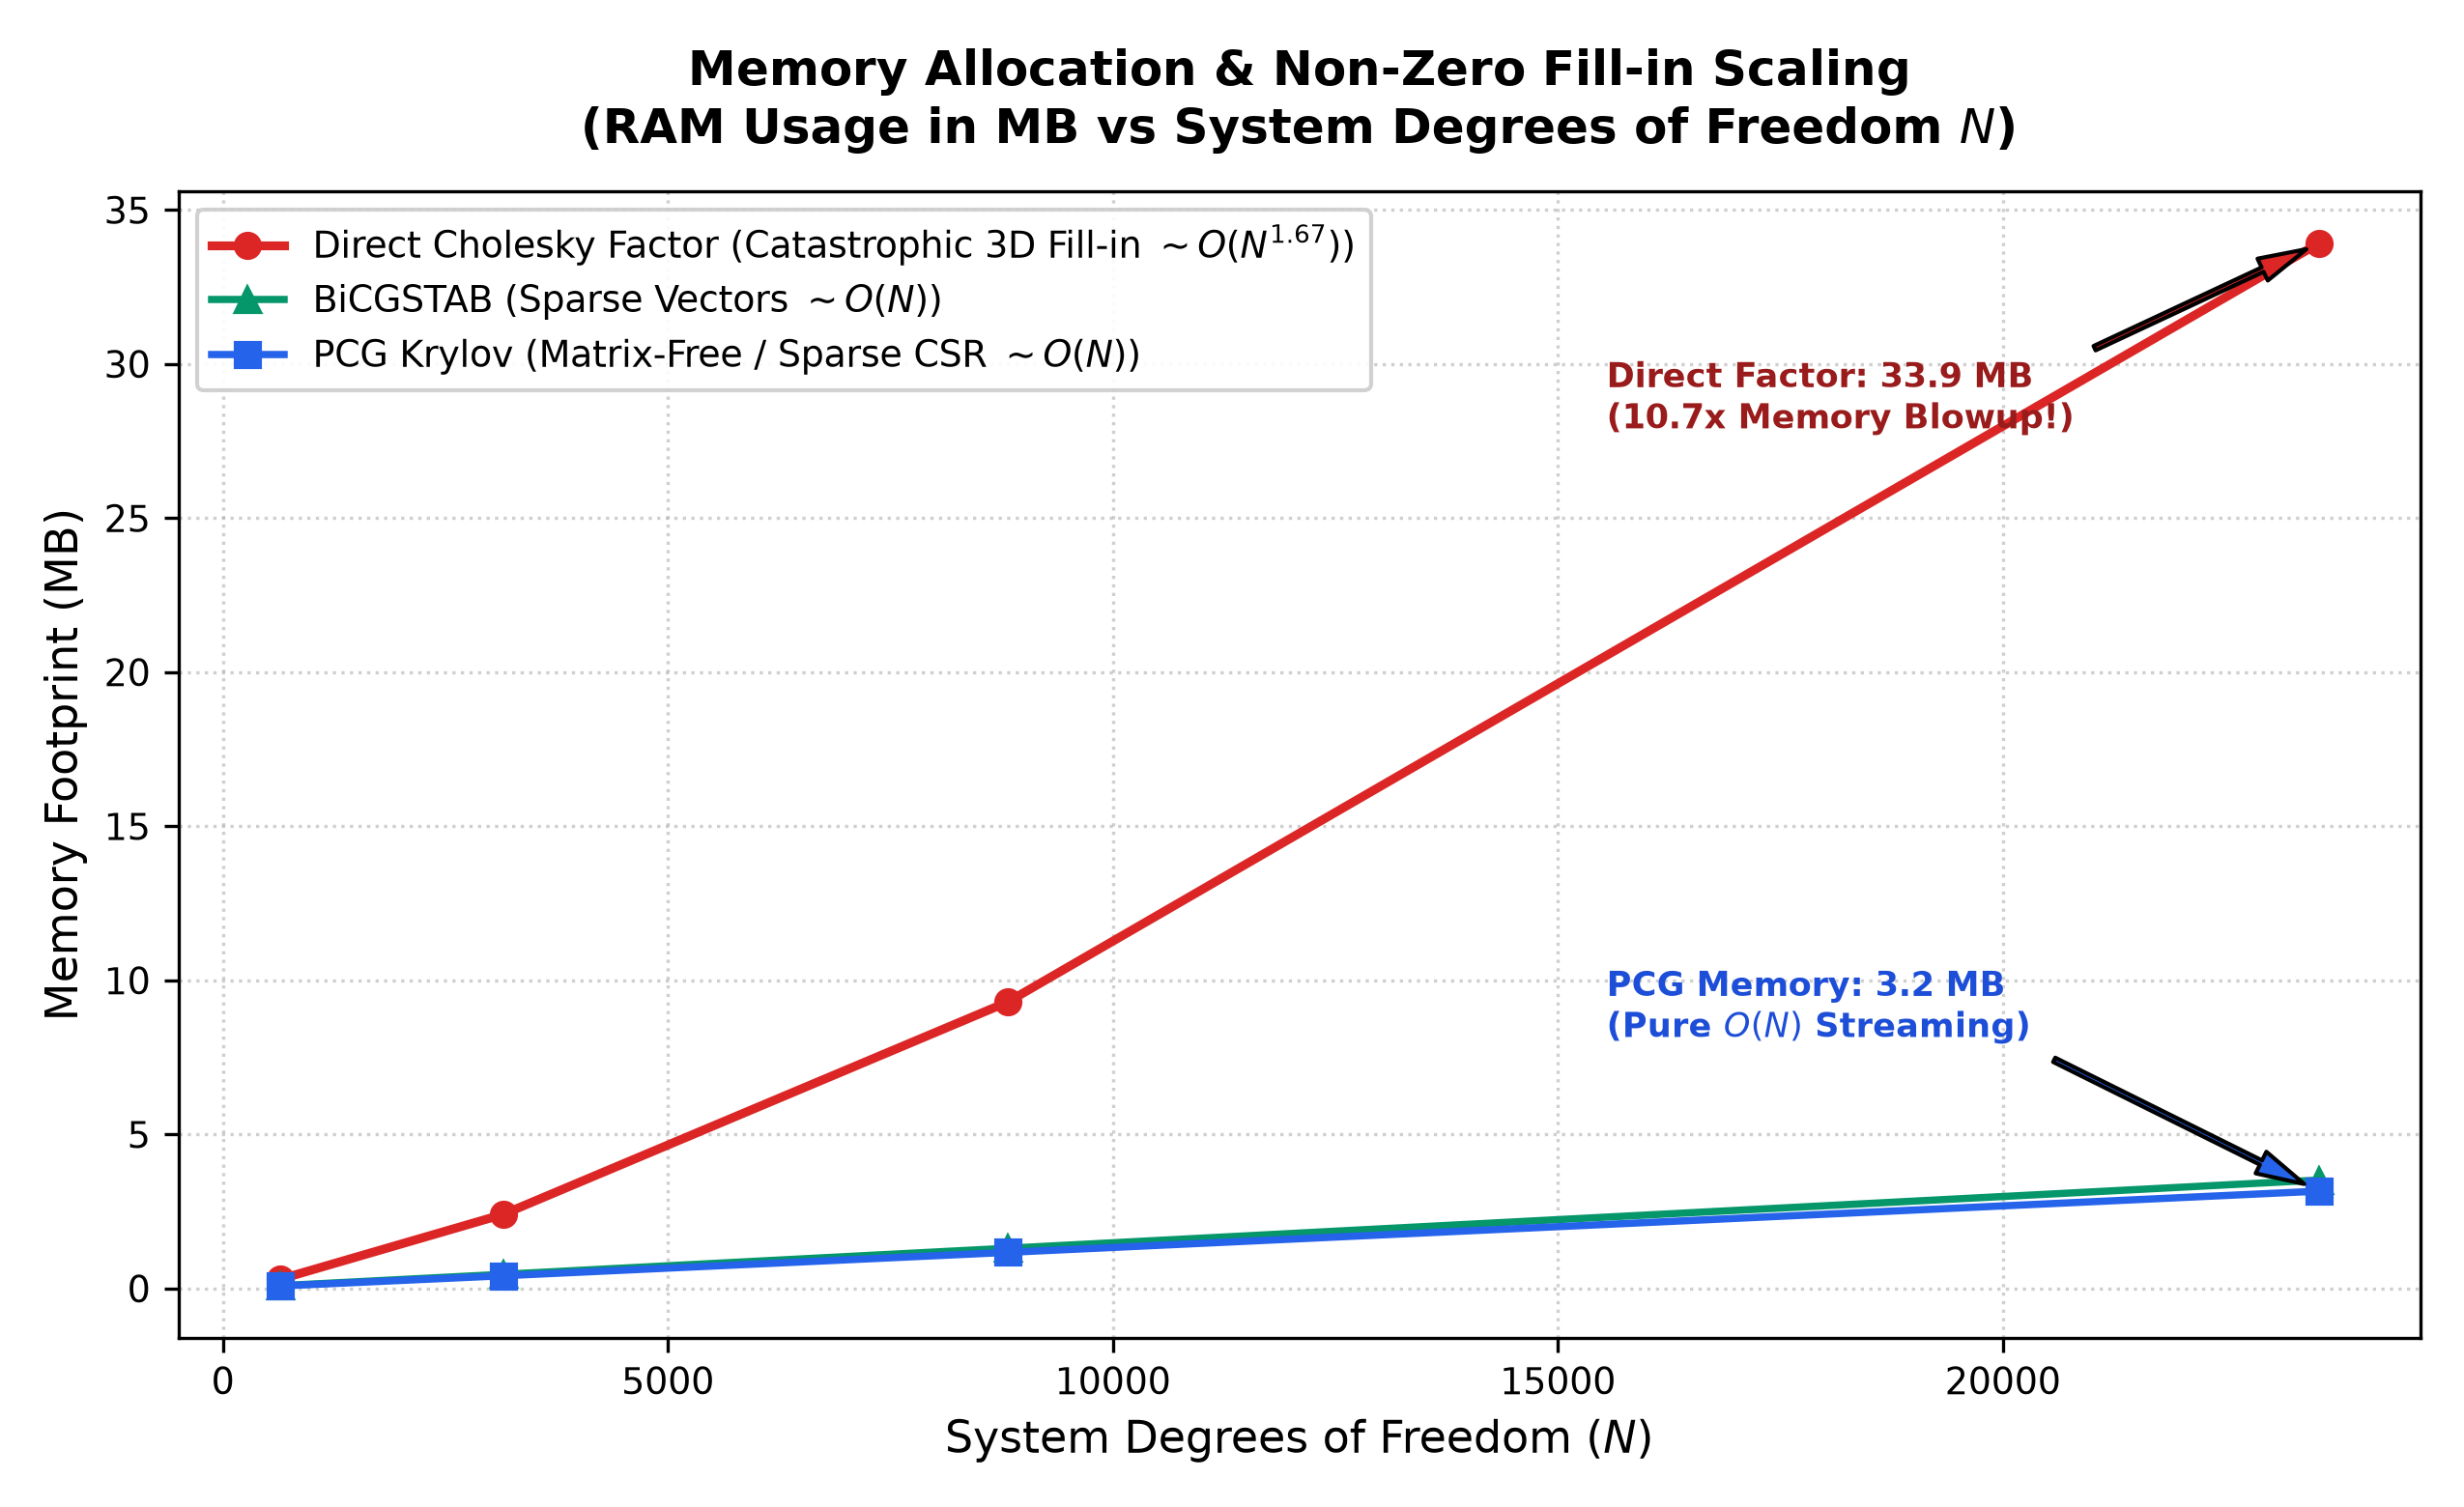 Memory Allocation & Non-Zero Fill-in Scaling
(RAM Usage in MB vs System Degrees of Freedom N)
35
30
25
20
15
10
5
0
Memory Footprint (MB)
Direct Cholesky Factor (Catastrophic 3D Fill-in ~O(N^1.67))
BiCGSTAB (Sparse Vectors ~O(N))
PCG Krylov (Matrix-Free / Sparse CSR ~O(N))
Direct Factor: 33.9 MB
(10.7x Memory Blowup!)
PCG Memory: 3.2 MB
(Pure O(N) Streaming)
0
5000
10000
15000
20000
System Degrees of Freedom (N)